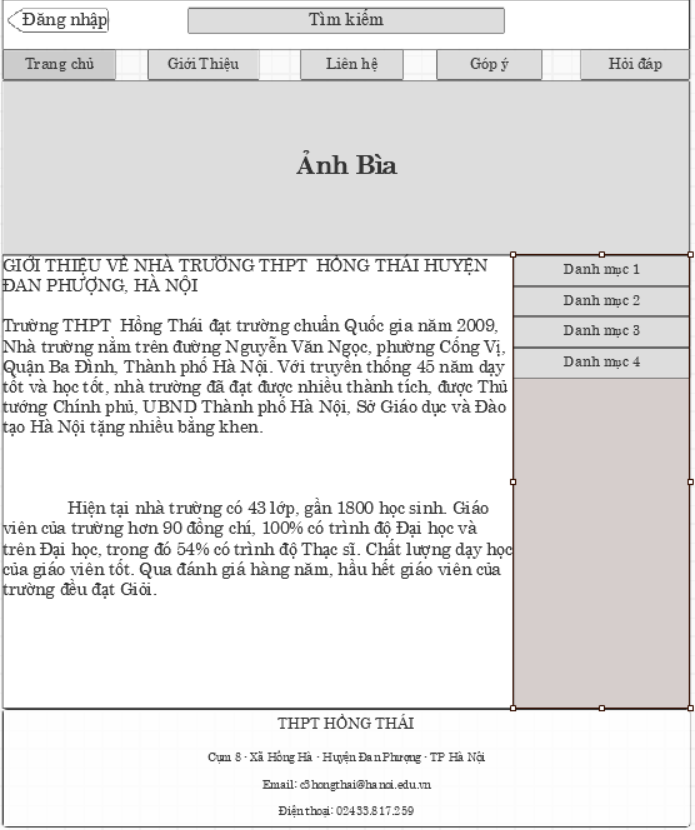 Đăng nhập
Tìm kiếm
Trang chủ
Giới Thiệu
Liên hệ
Góp ý
Hỏi đáp
Ảnh Bìa
GIỚI THIỆU VỀ NHÀ TRƯỜNG THPT HỒNG THÁI HUYỆN
ĐAN PHƯỢNG, HÀ NỘI
Trường THPT Hồng Thái đạt trường chuẩn Quốc gia năm 2009,
Nhà trường nằm trên đường Nguyễn Văn Ngọc, phường Cống Vị,
Quận Ba Đình, Thành phố Hà Nội. Với truyền thống 45 năm dạy
tốt và học tốt, nhà trường đã đạt được nhiều thành tích, được Thủ
tướng Chính phủ, UBND Thành phố Hà Nội, Sở Giáo dục và Đào
tạo Hà Nội tặng nhiều bằng khen.
Hiện tại nhà trường có 43 lớp, gần 1800 học sinh. Giáo
viên của trường hơn 90 đồng chí, 100% có trình độ Đại học và
trên Đại học, trong đó 54% có trình độ Thạc sĩ. Chất lượng dạy học
của giáo viên tốt. Qua đánh giá hàng năm, hầu hết giáo viên của
trường đều đạt Giỏi.
Danh mục 1
Danh mục 2
Danh mục 3
Danh mục 4
THPT HỒNG THÁI
Cụm 8 · Xã Hồng Hà · Huyện Đan Phượng · TP Hà Nội
Email: c3hongthai@hanoi.edu.vn
Điện thoại: 02433.817.259